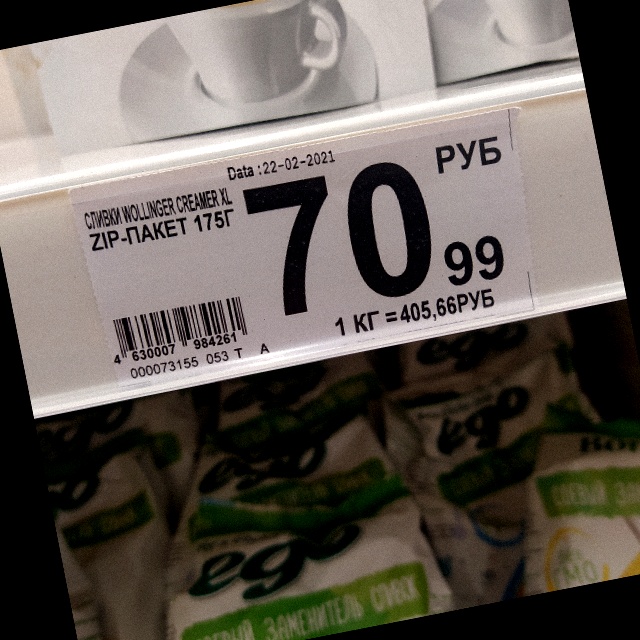 Data :22-02-2021
РУБ
СЛИВКИ WOLLINGER CREAMER XL
ZIP-ПАКЕТ 175Г
70
99
1 КГ =405,66РУБ
4 630007 984261
000073155 053 Т А
ego
ego
ego
ego
ЗАМЕНИТЕЛЬ